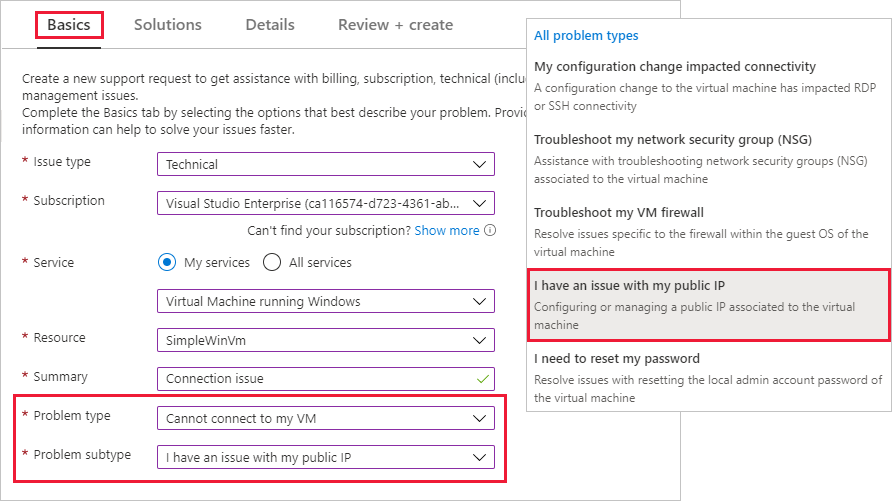 Basics
Solutions
Details
Review + create
Create a new support request to get assistance with billing, subscription, technical (inclu
management issues.
Complete the Basics tab by selecting the options that best describe your problem. Provid
information can help to solve your issues faster.
* Issue type
Technical
* Subscription
Visual Studio Enterprise (ca116574-d723-4361-ab...
Can't find your subscription? Show more
* Service
My services
All services
Virtual Machine running Windows
* Resource
SimpleWinVm
* Summary
Connection issue
* Problem type
Cannot connect to my VM
* Problem subtype
I have an issue with my public IP
All problem types
My configuration change impacted connectivity
A configuration change to the virtual machine has impacted RDP
or SSH connectivity
Troubleshoot my network security group (NSG)
Assistance with troubleshooting network security groups (NSG)
associated to the virtual machine
Troubleshoot my VM firewall
Resolve issues specific to the firewall within the guest OS of the
virtual machine
I have an issue with my public IP
Configuring or managing a public IP associated to the virtual
machine
I need to reset my password
Resolve issues with resetting the local admin account password of
the virtual machine